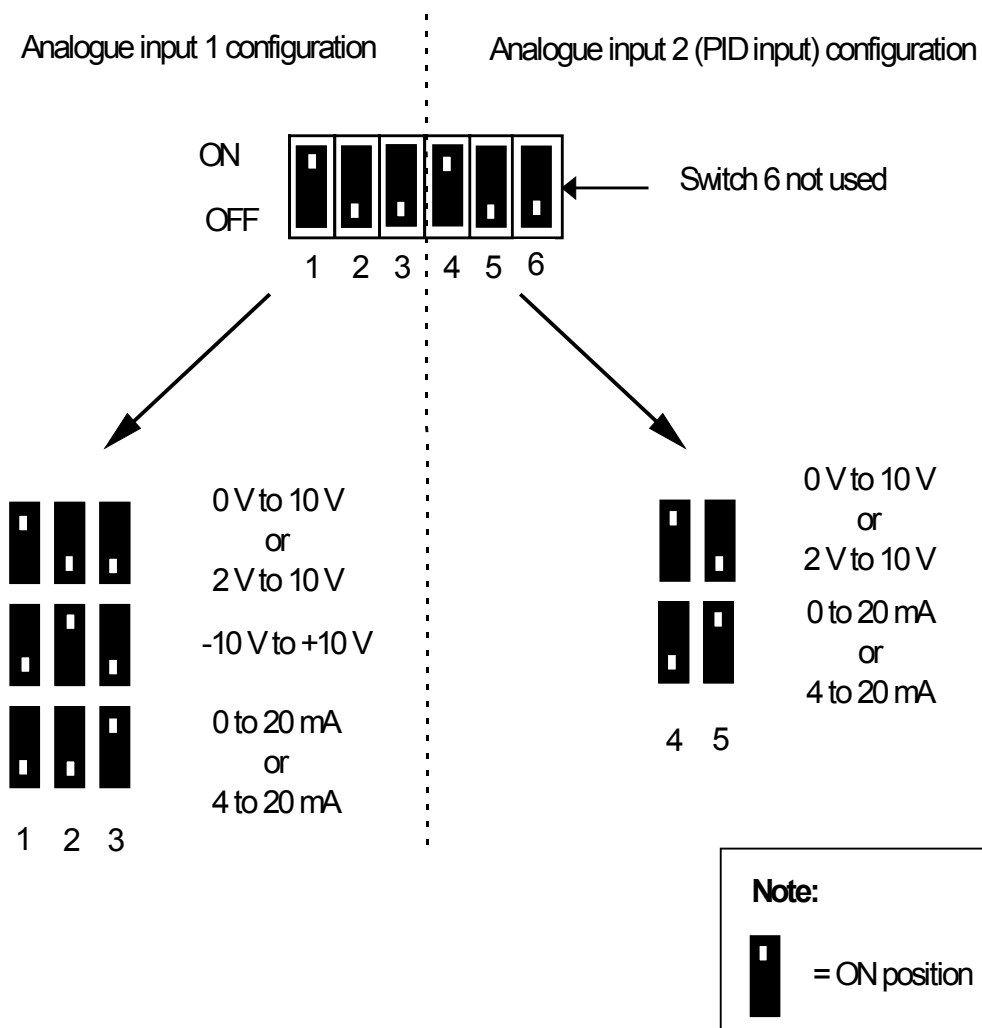 Analogue input 1 configuration
Analogue input 2 (PID input) configuration
ON
OFF
Switch 6 not used
1 2 3 4 5 6
0 V to 10 V
or
2 V to 10 V
-10 V to +10 V
0 to 20 mA
or
4 to 20 mA
1 2 3
0 V to 10 V
or
2 V to 10 V
0 to 20 mA
or
4 to 20 mA
4 5
Note:
= ON position